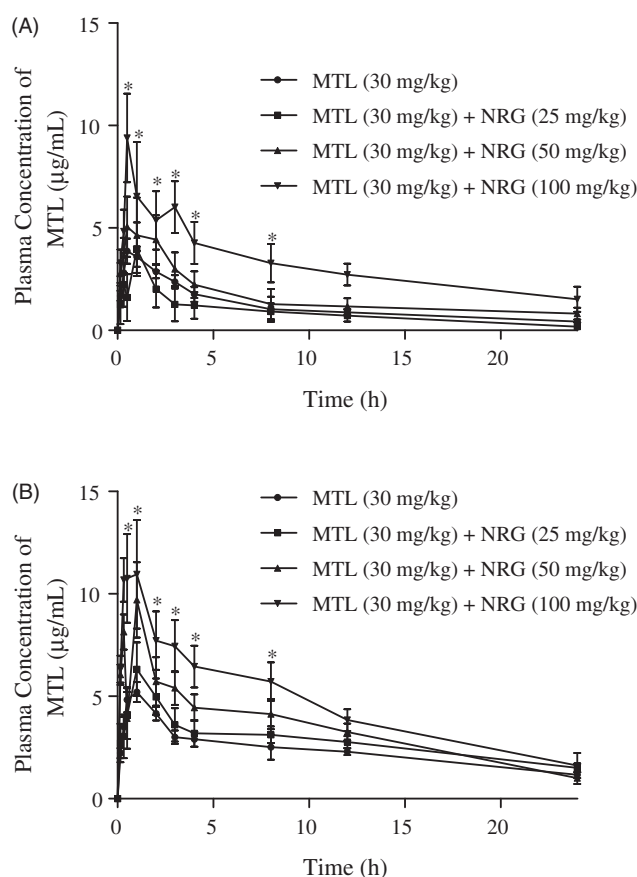 (A)
Plasma Concentration of
MTL (μg/mL)
15
10
5
0
MTL (30 mg/kg)
MTL (30 mg/kg) + NRG (25 mg/kg)
MTL (30 mg/kg) + NRG (50 mg/kg)
MTL (30 mg/kg) + NRG (100 mg/kg)
* * * * * *
0 5 10 15 20
Time (h)
(B)
Plasma Concentration of
MTL (μg/mL)
15
10
5
0
MTL (30 mg/kg)
MTL (30 mg/kg) + NRG (25 mg/kg)
MTL (30 mg/kg) + NRG (50 mg/kg)
MTL (30 mg/kg) + NRG (100 mg/kg)
* * * * * *
0 5 10 15 20
Time (h)